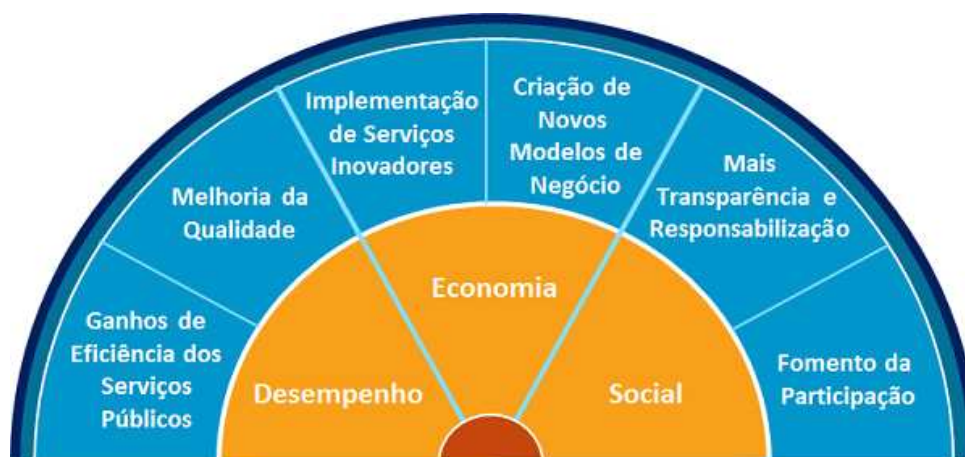 Ganhos de
Eficiência dos
Serviços
Públicos
Melhoria da
Qualidade
Implementação
de Serviços
Inovadores
Criação de
Novos
Modelos de
Negócio
Mais
Transparência e
Responsabilização
Fomento da
Participação
Desempenho
Economia
Social